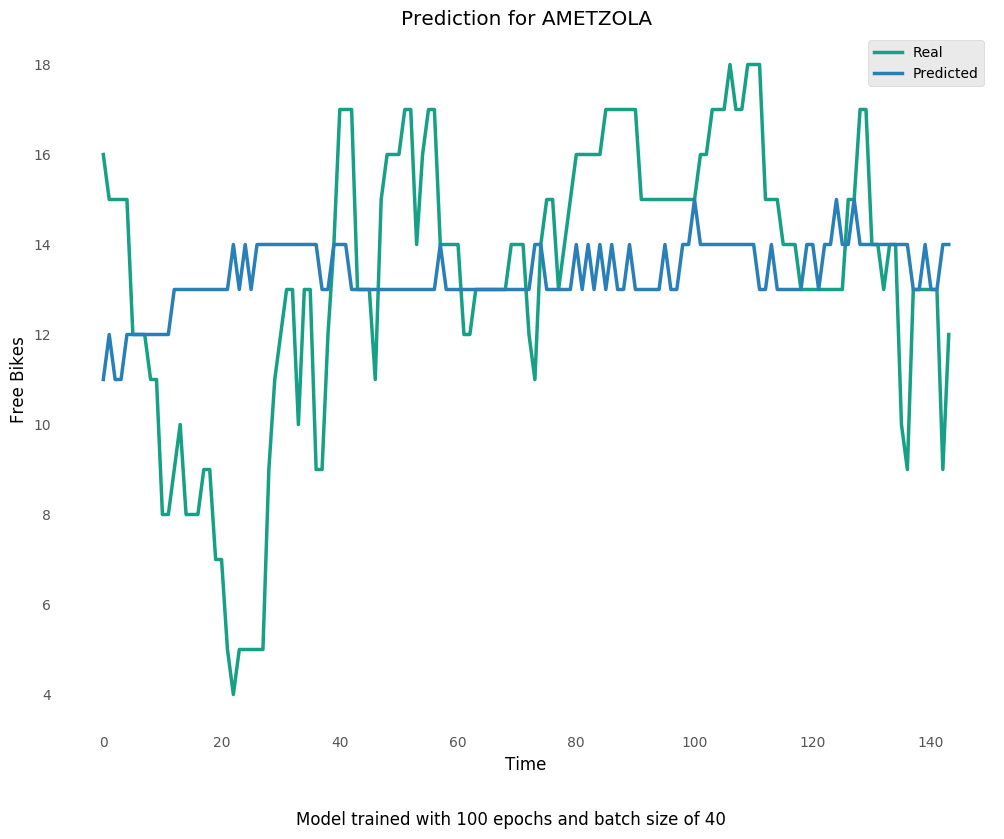 Prediction for AMETZOLA
Real
Predicted
18
16
14
12
10
8
6
4
Free Bikes
0 20 40 60 80 100 120 140
Time
Model trained with 100 epochs and batch size of 40